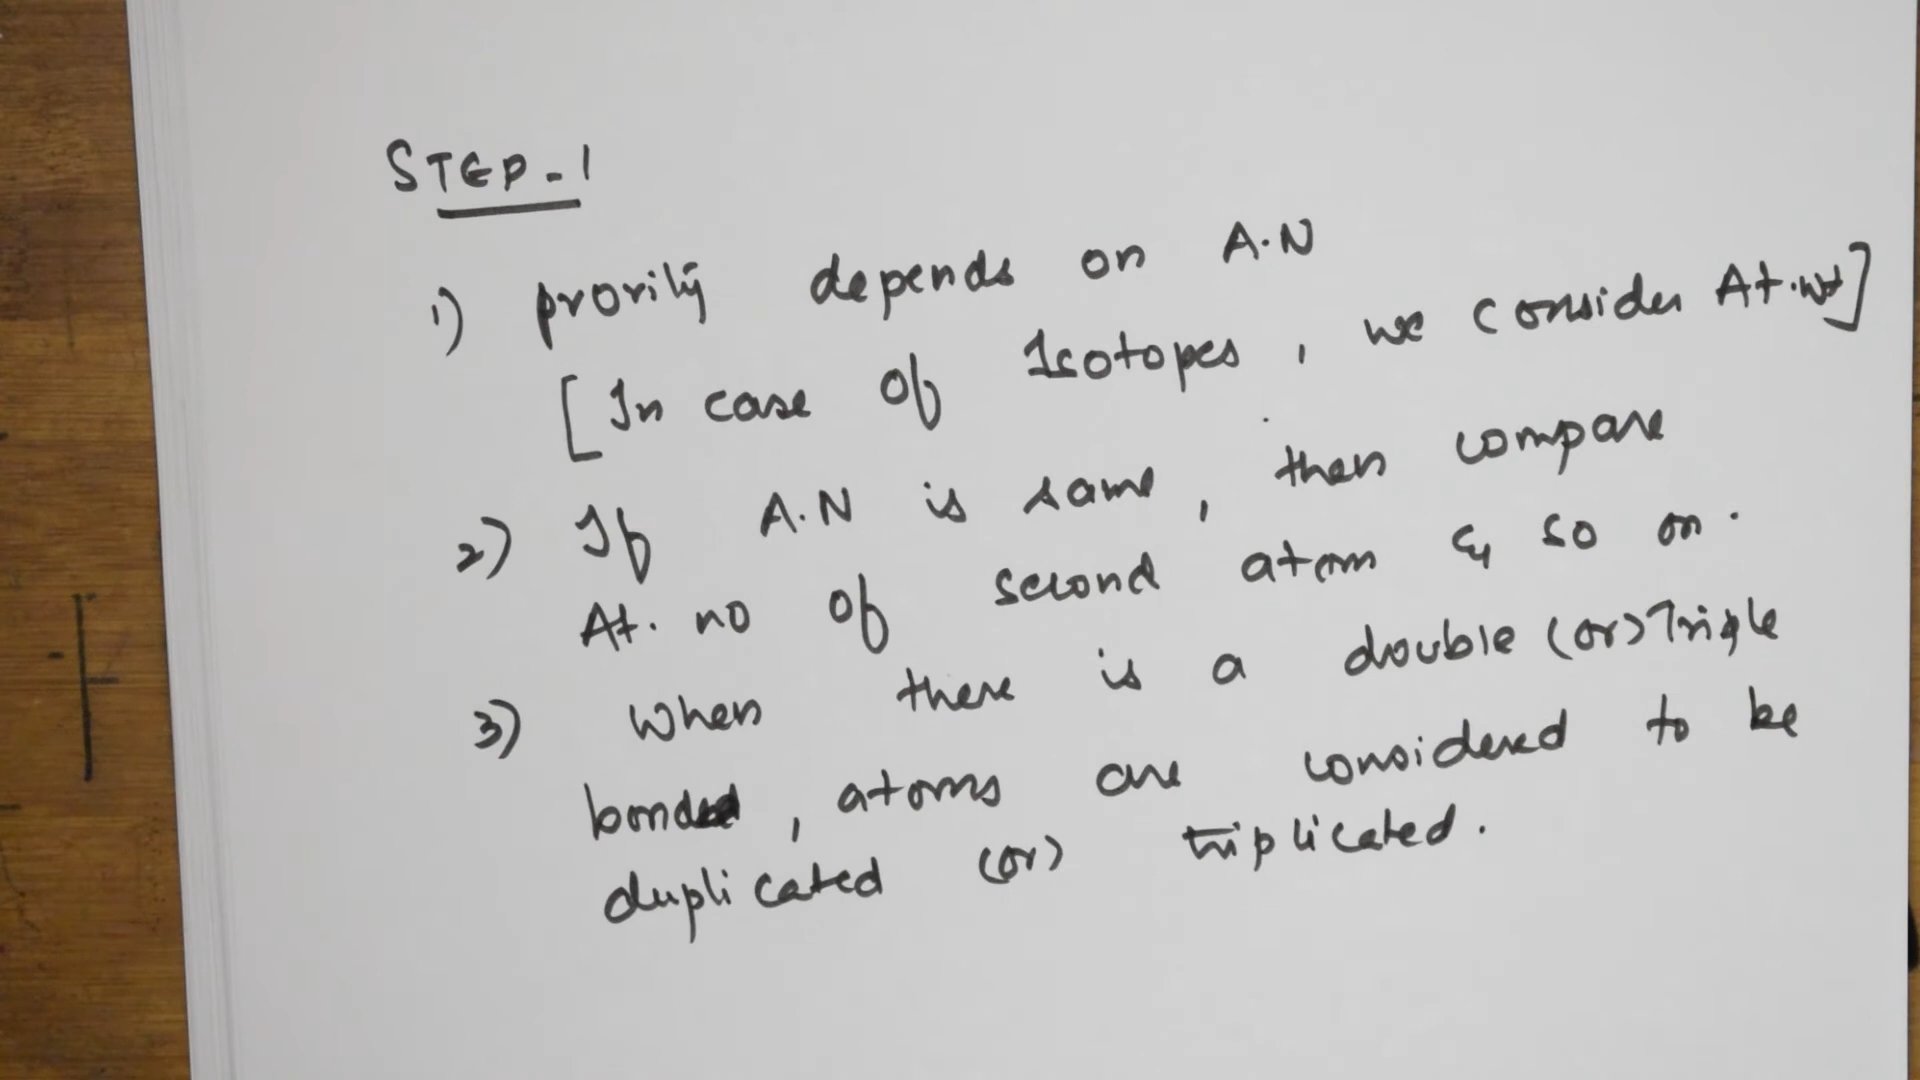 STEP-1
1) prority depends on A.N
[In case of Isotopes, we consider At.wt]
2) If A.N is same, then compare
At. no of second atom & so on.
3) When there is a double (or) Triple
bonded, atoms are considered to be
duplicated (or) triplicated.